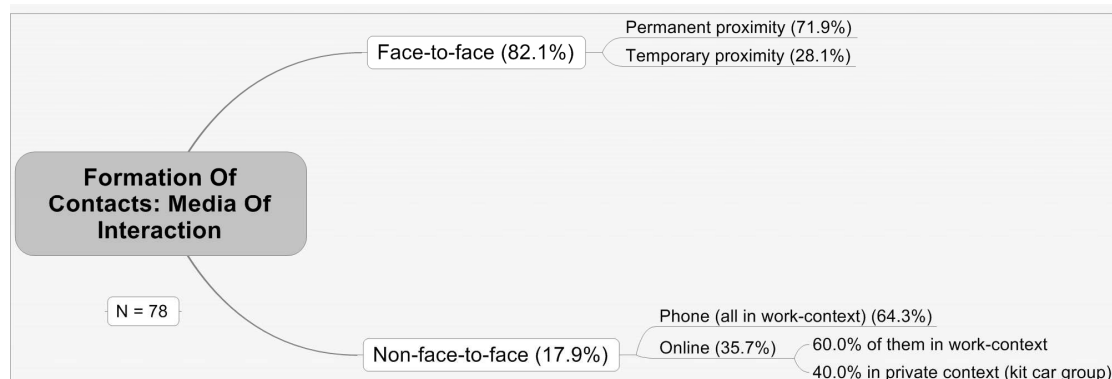 Permanent proximity (71.9%)
Face-to-face (82.1%)
Temporary proximity (28.1%)
Formation Of
Contacts: Media Of
Interaction
N = 78
Phone (all in work-context) (64.3%)
Non-face-to-face (17.9%)
Online (35.7%)
60.0% of them in work-context
40.0% in private context (kit car group)